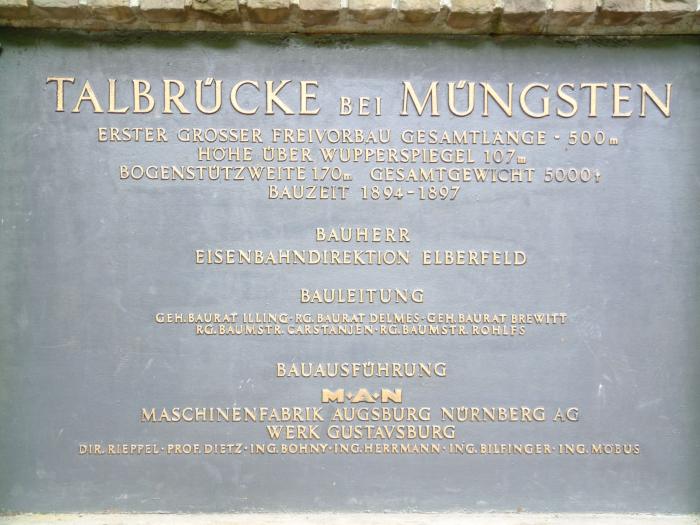 TALBRÜCKE BEI MÜNGSTEN
ERSTER GROSSER FREIVORBAU GESAMTLÄNGE - 500m
HÖHE ÜBER WUPPERSPIEGEL 107m
BOGENSTÜTZWEITE 170m GESAMTGEWICHT 5000t
BAUZEIT 1894-1897
BAUHERR
EISENBAHNDIREKTION ELBERFELD
BAULEITUNG
GEH.BAURAT ILLING·RG.BAURAT DELMES·GEH.BAURAT BREWITT
RG.BAUMSTR.CARSTANJEN·RG.BAUMSTR.ROHLFS
BAUAUSFÜHRUNG
M·A·N
MASCHINENFABRIK AUGSBURG NÜRNBERG AG
WERK GUSTAVSBURG
DIR.RIEPPEL·PROF.DIETZ·ING.BOHNY·ING.HERRMANN·ING.BILFINGER·ING.MÖBUS